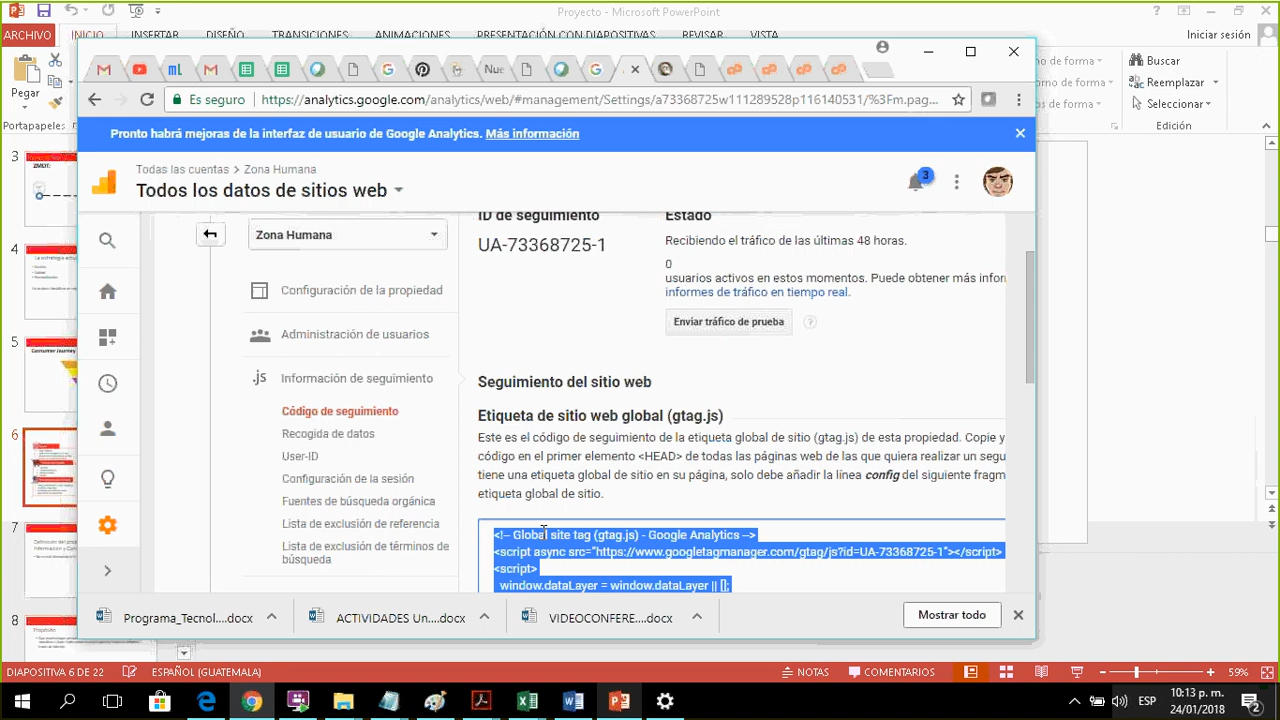 Proyecto - Microsoft PowerPoint
ARCHIVO INICIO INSERTAR DISEÑO TRANSICIONES ANIMACIONES PRESENTACIÓN CON DIAPOSITIVAS REVISAR VISTA
Iniciar sesión
Pegar
Portapapeles
Buscar
Reemplazar
Seleccionar
Edición
Nue
Es seguro https://analytics.google.com/analytics/web/#management/Settings/a73368725w111289528p116140531/%3Fm.pag...
Pronto habrá mejoras de la interfaz de usuario de Google Analytics. Más información
Todas las cuentas > Zona Humana
Todos los datos de sitios web
3
Zona Humana
Configuración de la propiedad
Administración de usuarios
.js Información de seguimiento
Código de seguimiento
Recogida de datos
User-ID
Configuración de la sesión
Fuentes de búsqueda orgánica
Lista de exclusión de referencia
Lista de exclusión de términos de
búsqueda
ID de seguimiento
UA-73368725-1
Estado
Recibiendo el tráfico de las últimas 48 horas.
0
usuarios activos en estos momentos. Puede obtener más infor
informes de tráfico en tiempo real.
Enviar tráfico de prueba
Seguimiento del sitio web
Etiqueta de sitio web global (gtag.js)
Este es el código de seguimiento de la etiqueta global de sitio (gtag.js) de esta propiedad. Copie y
código en el primer elemento <HEAD> de todas las páginas web de las que quiera realizar un segu
tiene una etiqueta global de sitio en su página, solo debe añadir la línea config del siguiente fragm
etiqueta global de sitio.
<!-- Global site tag (gtag.js) - Google Analytics -->
<script async src="https://www.googletagmanager.com/gtag/js?id=UA-73368725-1"></script>
<script>
window.dataLayer = window.dataLayer || [];
Programa_Tecnol....docx
ACTIVIDADES Un....docx
VIDEOCONFERE....docx
Mostrar todo
3
4
5
Consumer Journey
6
7
8
Propósito
DIAPOSITIVA 6 DE 22 ESPAÑOL (GUATEMALA)
NOTAS COMENTARIOS 59%
ESP
10:13 p. m.
24/01/2018
2